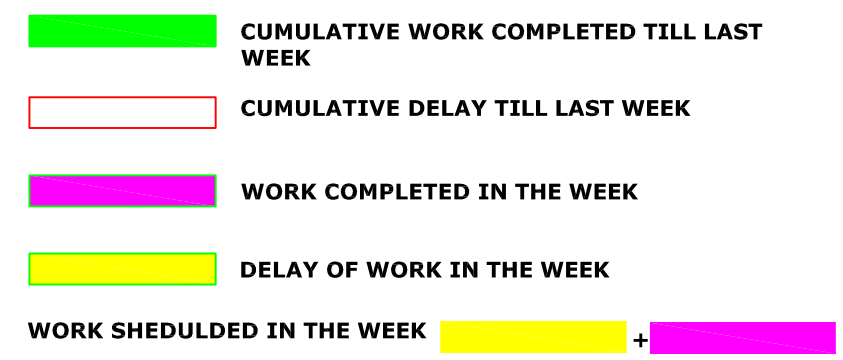 CUMULATIVE WORK COMPLETED TILL LAST
WEEK
CUMULATIVE DELAY TILL LAST WEEK
WORK COMPLETED IN THE WEEK
DELAY OF WORK IN THE WEEK
WORK SHEDULDED IN THE WEEK +